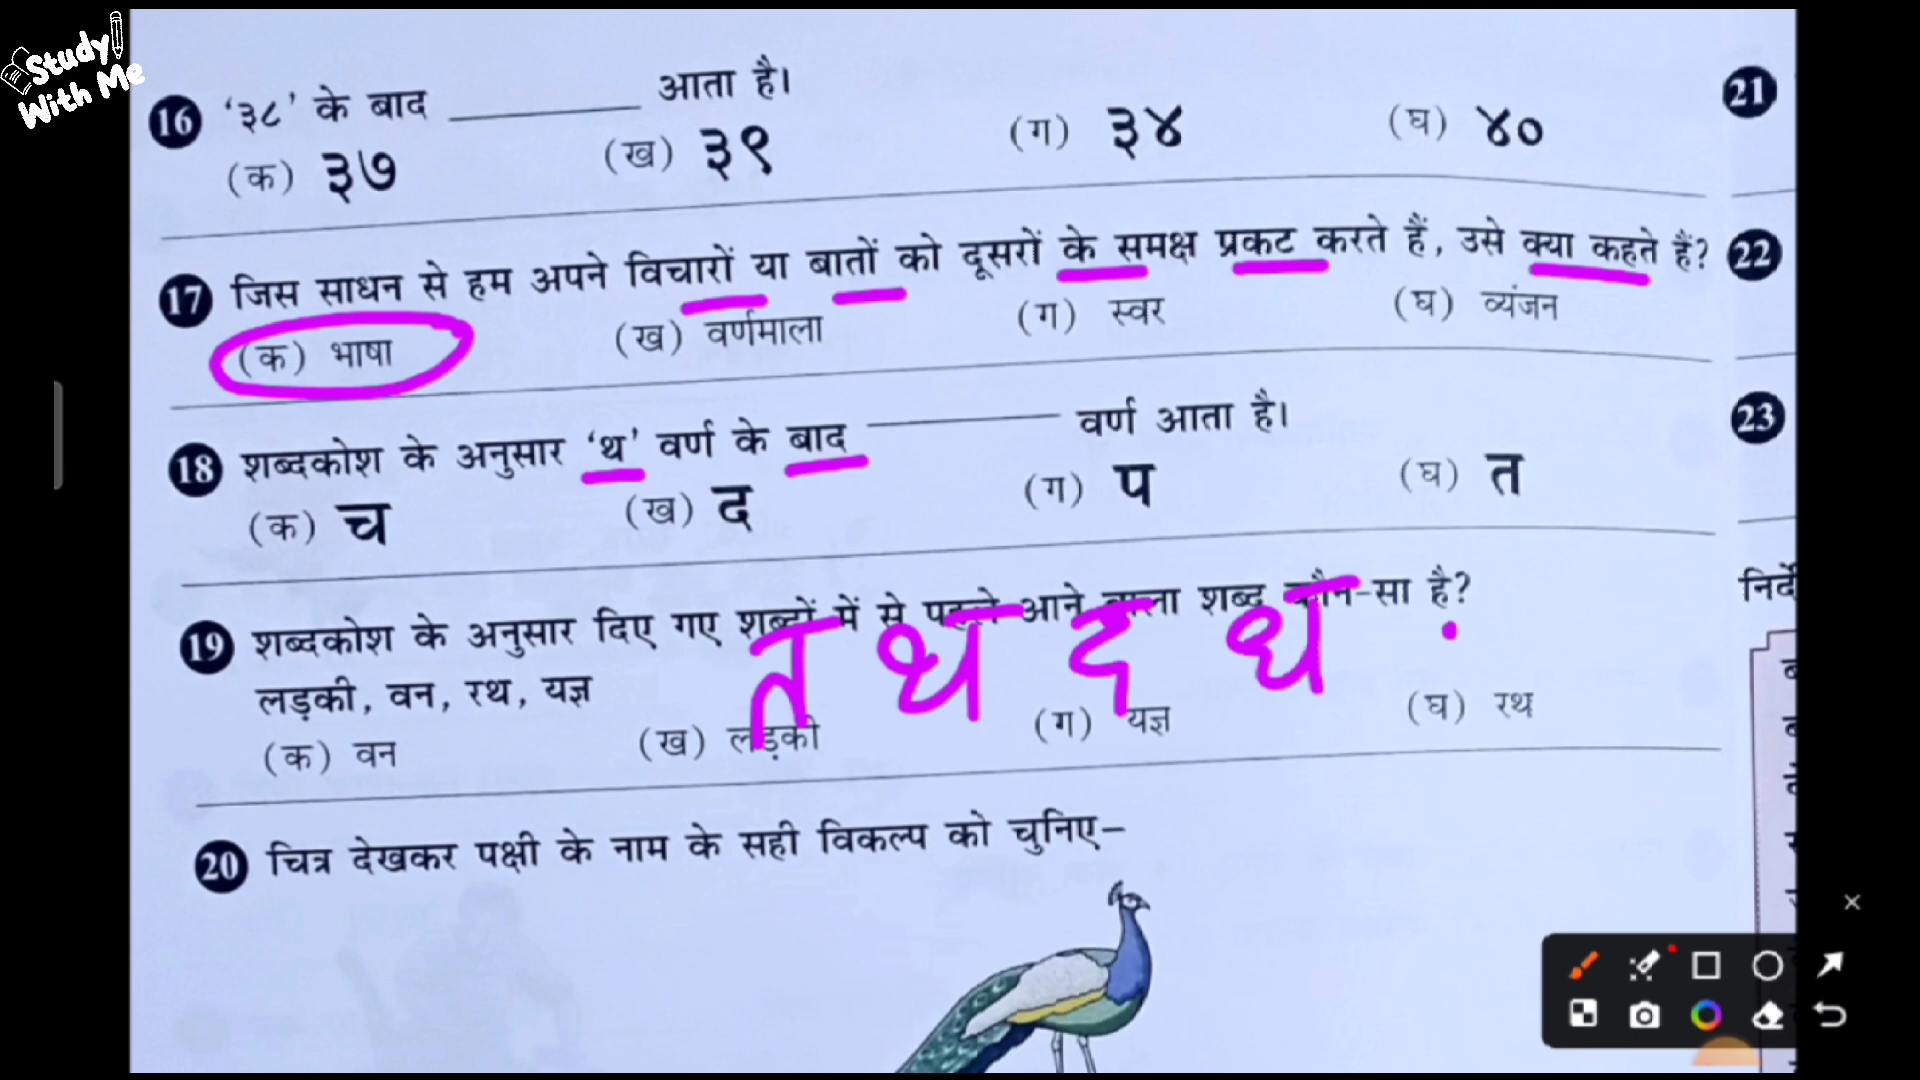 Study
With Me
16 '३८' के बाद __________ आता है।
(क) ३७ (ख) ३९ (ग) ३४ (घ) ४०
17 जिस साधन से हम अपने विचारों या बातों को दूसरों के समक्ष प्रकट करते हैं, उसे क्या कहते हैं?
(क) भाषा (ख) वर्णमाला (ग) स्वर (घ) व्यंजन
18 शब्दकोश के अनुसार 'थ' वर्ण के बाद __________ वर्ण आता है।
(क) च (ख) द (ग) प (घ) त
19 शब्दकोश के अनुसार दिए गए शब्दों में से पहले आने वाला शब्द कौन-सा है?
त थ द ध
लड़की, वन, रथ, यज्ञ
(क) वन (ख) लड़की (ग) यज्ञ (घ) रथ
20 चित्र देखकर पक्षी के नाम के सही विकल्प को चुनिए–
21
22
23